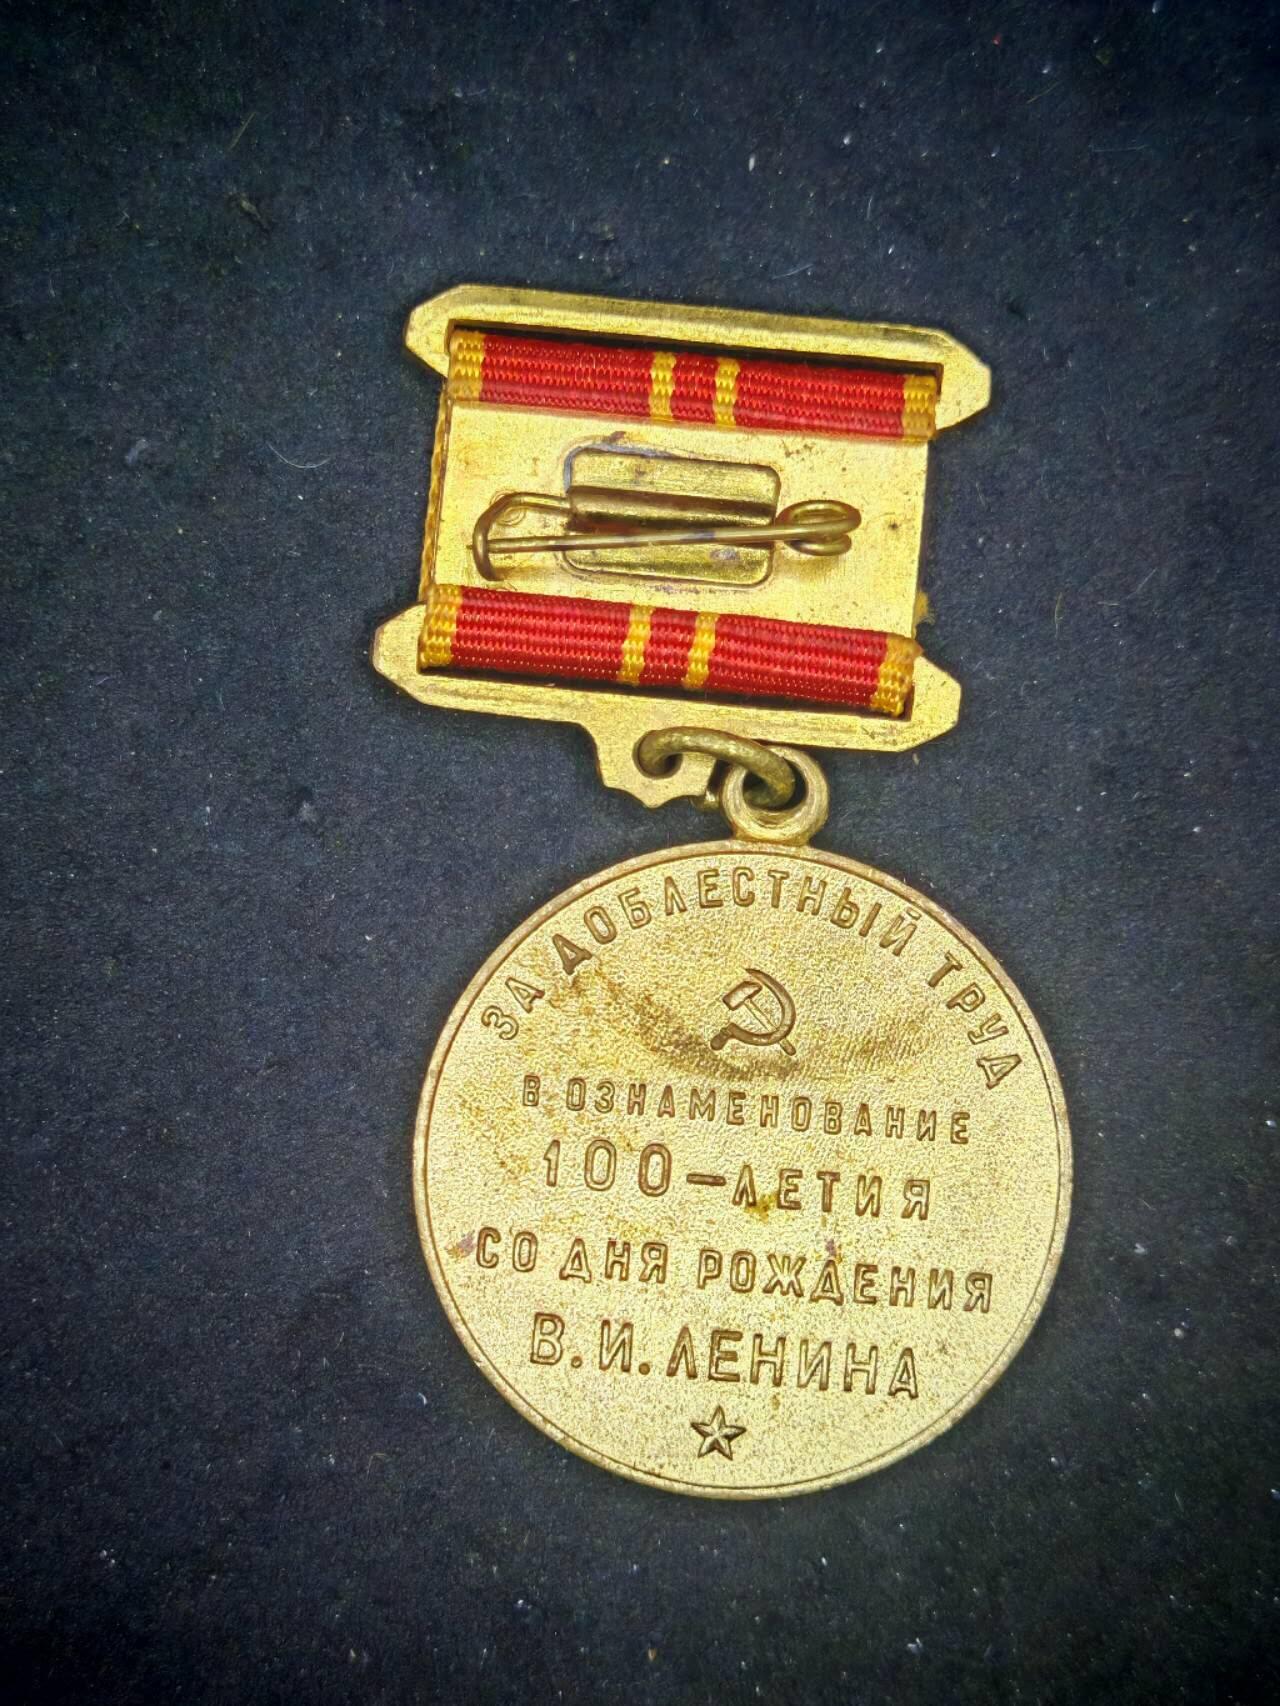 ЗА ДОБЛЕСТНЫЙ ТРУД
В ОЗНАМЕНОВАНИЕ
100-ЛЕТИЯ
СО ДНЯ РОЖДЕНИЯ
В.И.ЛЕНИНА